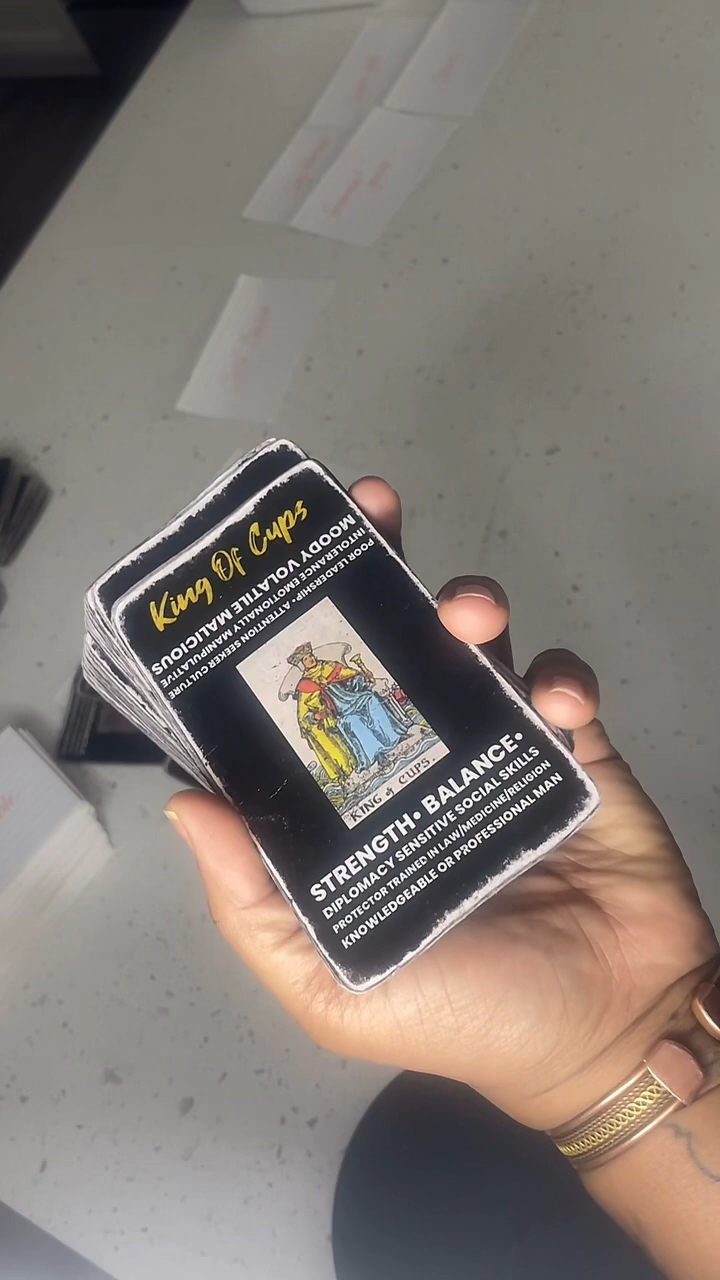 King Of Cups
MOODY VOLATILE MALICIOUS
INTOLERANCE EMOTIONALLY MANIPULATIVE
POOR LEADERSHIP• ATTENTION SEEKER CULTURE
KING of CUPS.
STRENGTH• BALANCE•
DIPLOMACY SENSITIVE SOCIAL SKILLS
PROTECTOR TRAINED IN LAW/MEDICINE/RELIGION
KNOWLEDGEABLE OR PROFESSIONAL MAN